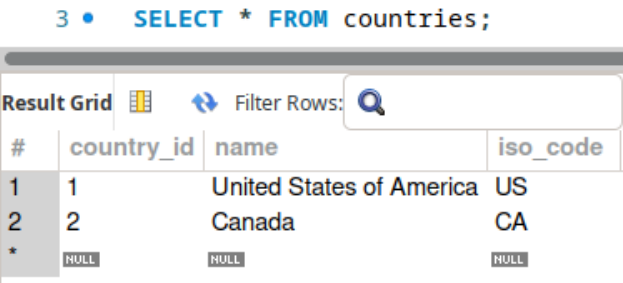 3 SELECT * FROM countries;
Result Grid Filter Rows:
# country_id name iso_code
1 1 United States of America US
2 2 Canada CA
* NULL NULL NULL